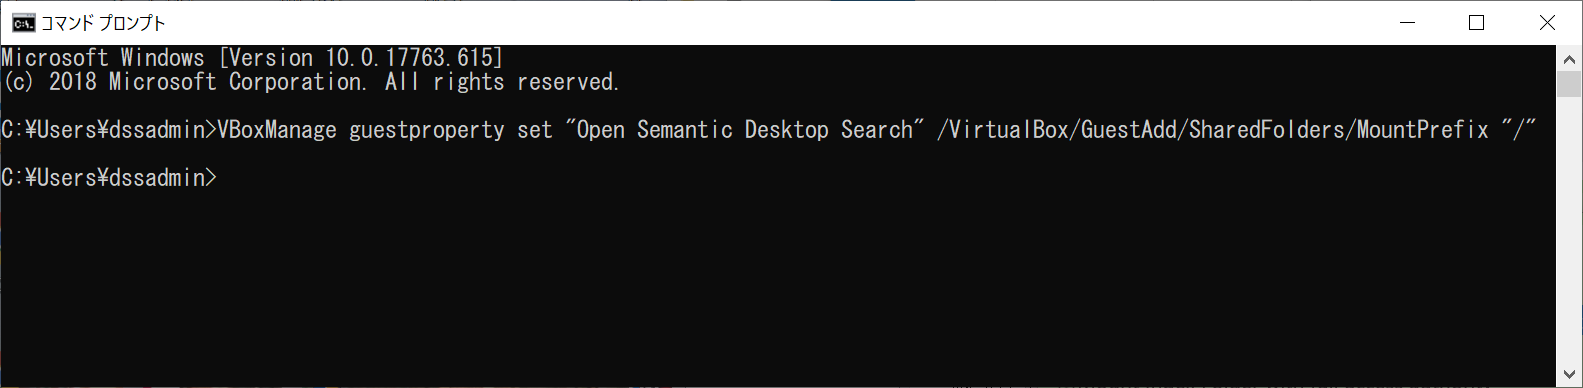 コマンド プロンプト
Microsoft Windows [Version 10.0.17763.615]
(c) 2018 Microsoft Corporation. All rights reserved.
C:¥Users¥dssadmin>VBoxManage guestproperty set "Open Semantic Desktop Search" /VirtualBox/GuestAdd/SharedFolders/MountPrefix "/"
C:¥Users¥dssadmin>